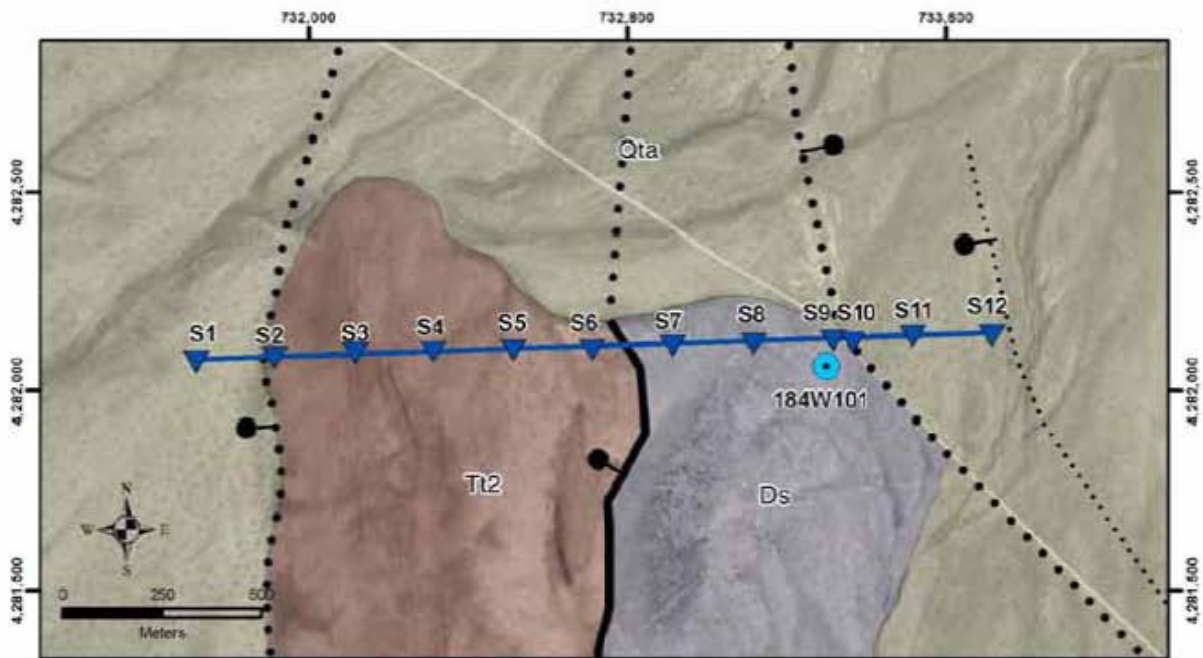 732,000 732,800 733,600
Qta
4,282,500 4,282,500
S1 S2 S3 S4 S5 S6 S7 S8 S9 S10 S11 S12
184W101
4,282,000 4,282,000
Tt2 Ds
N
W E
S
4,281,500 4,281,500
0 250 500
Meters